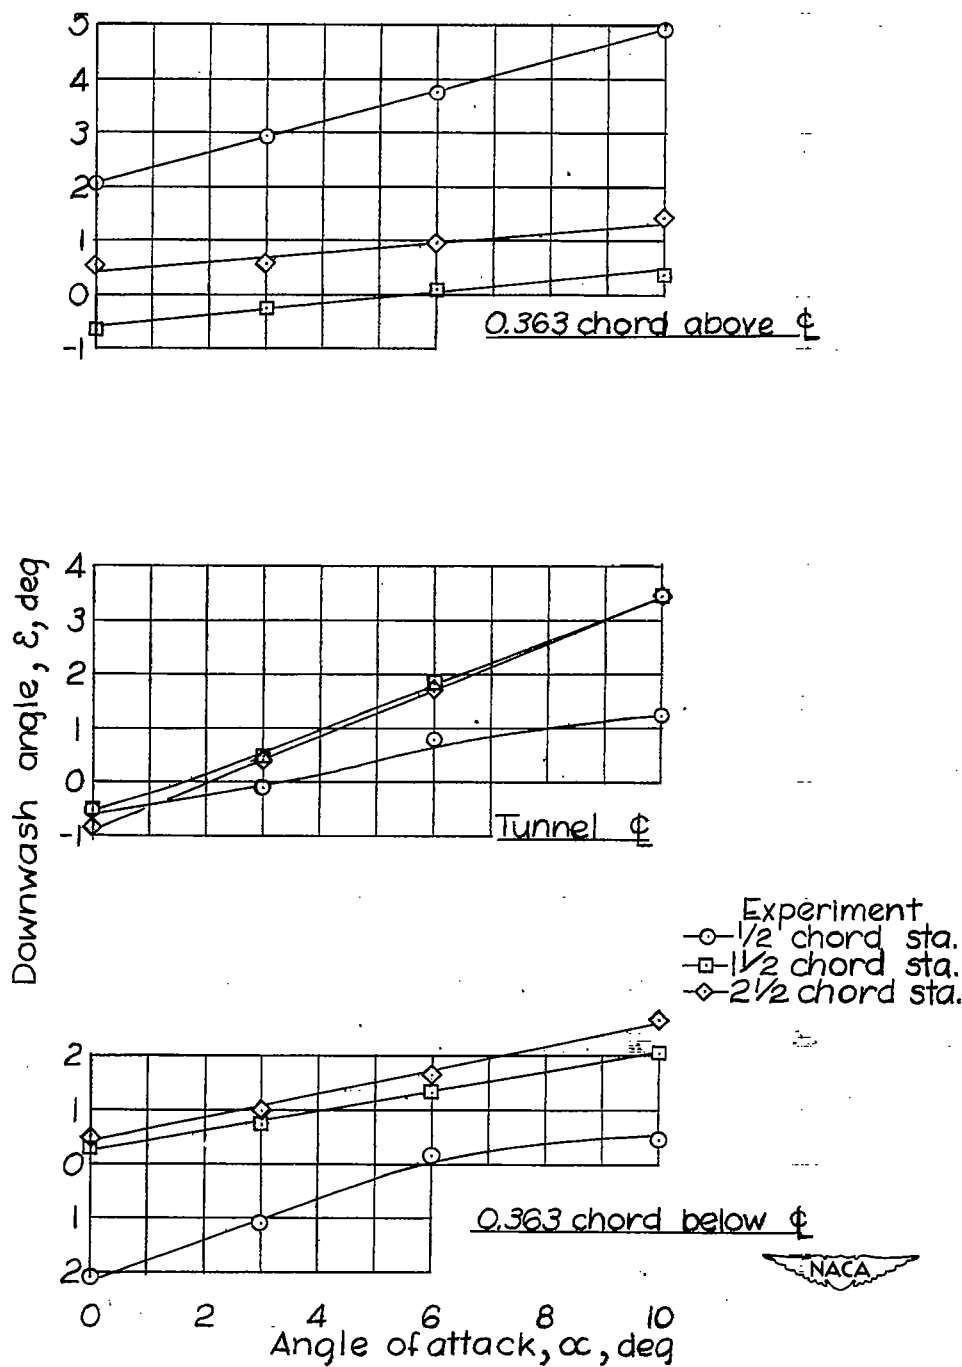 5
4
3
2
1
0
-1
0.363 chord above ℄
Downwash angle, ε, deg
4
3
2
1
0
-1
Tunnel ℄
Experiment
1/2 chord sta.
1 1/2 chord sta.
2 1/2 chord sta.
2
1
0
1
2
0.363 chord below ℄
NACA
0 2 4 6 8 10
Angle of attack, α, deg